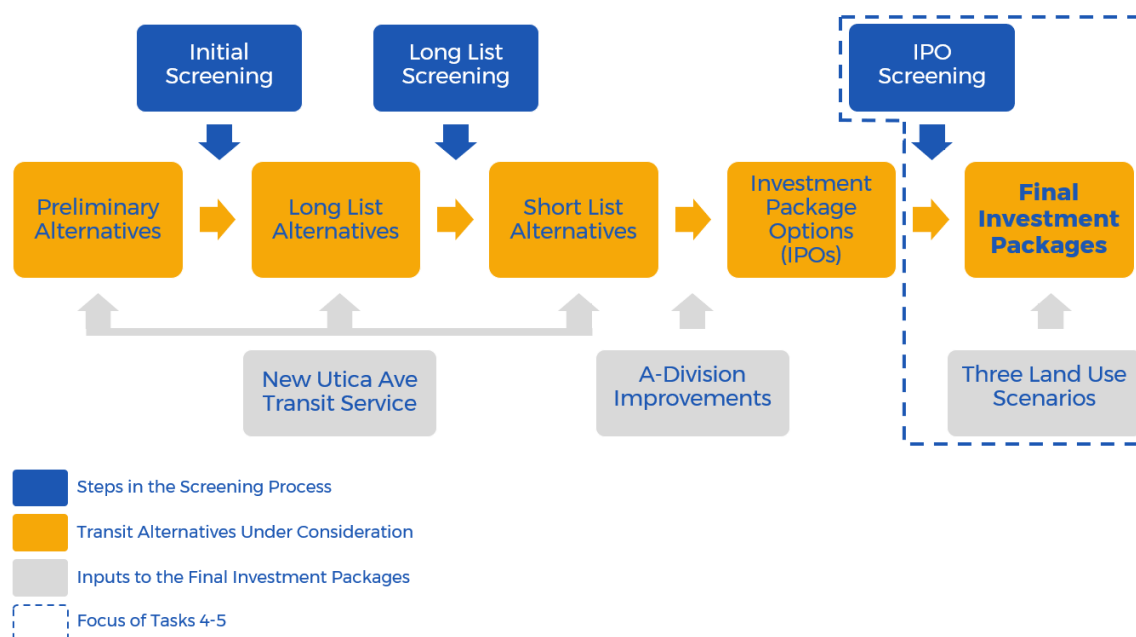 Initial
Screening
Long List
Screening
IPO
Screening
Preliminary
Alternatives
Long List
Alternatives
Short List
Alternatives
Investment
Package
Options
(IPOs)
Final
Investment
Packages
New Utica Ave
Transit Service
A-Division
Improvements
Three Land Use
Scenarios
Steps in the Screening Process
Transit Alternatives Under Consideration
Inputs to the Final Investment Packages
Focus of Tasks 4-5